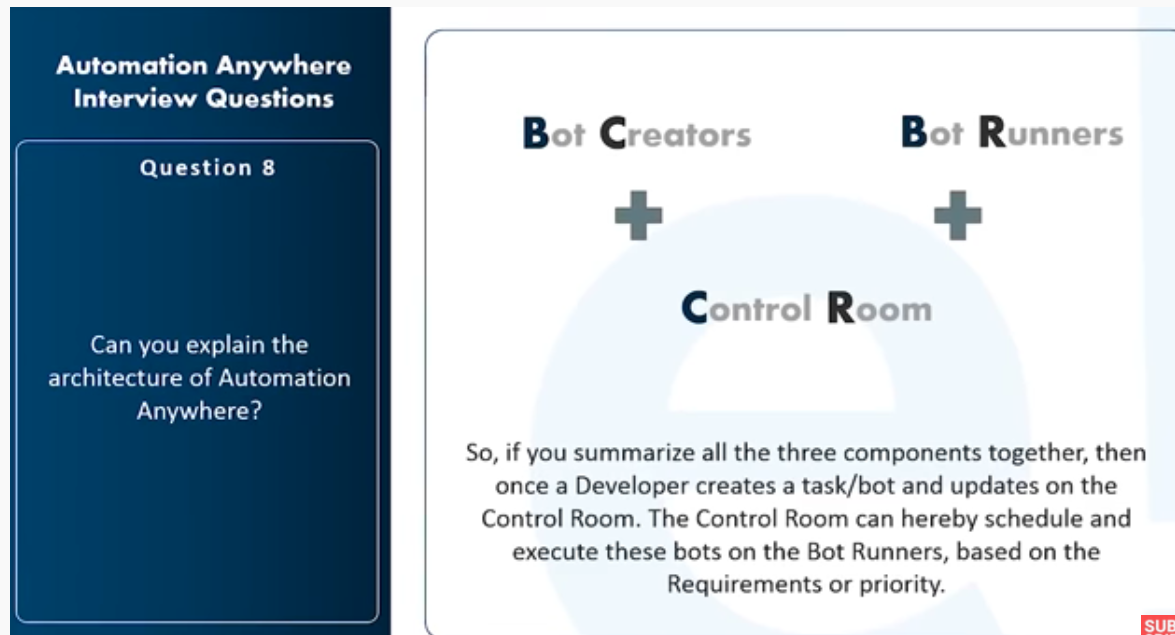 Automation Anywhere
Interview Questions
Question 8
Can you explain the
architecture of Automation
Anywhere?
Bot Creators
Bot Runners
Control Room
So, if you summarize all the three components together, then
once a Developer creates a task/bot and updates on the
Control Room. The Control Room can hereby schedule and
execute these bots on the Bot Runners, based on the
Requirements or priority.
SUB